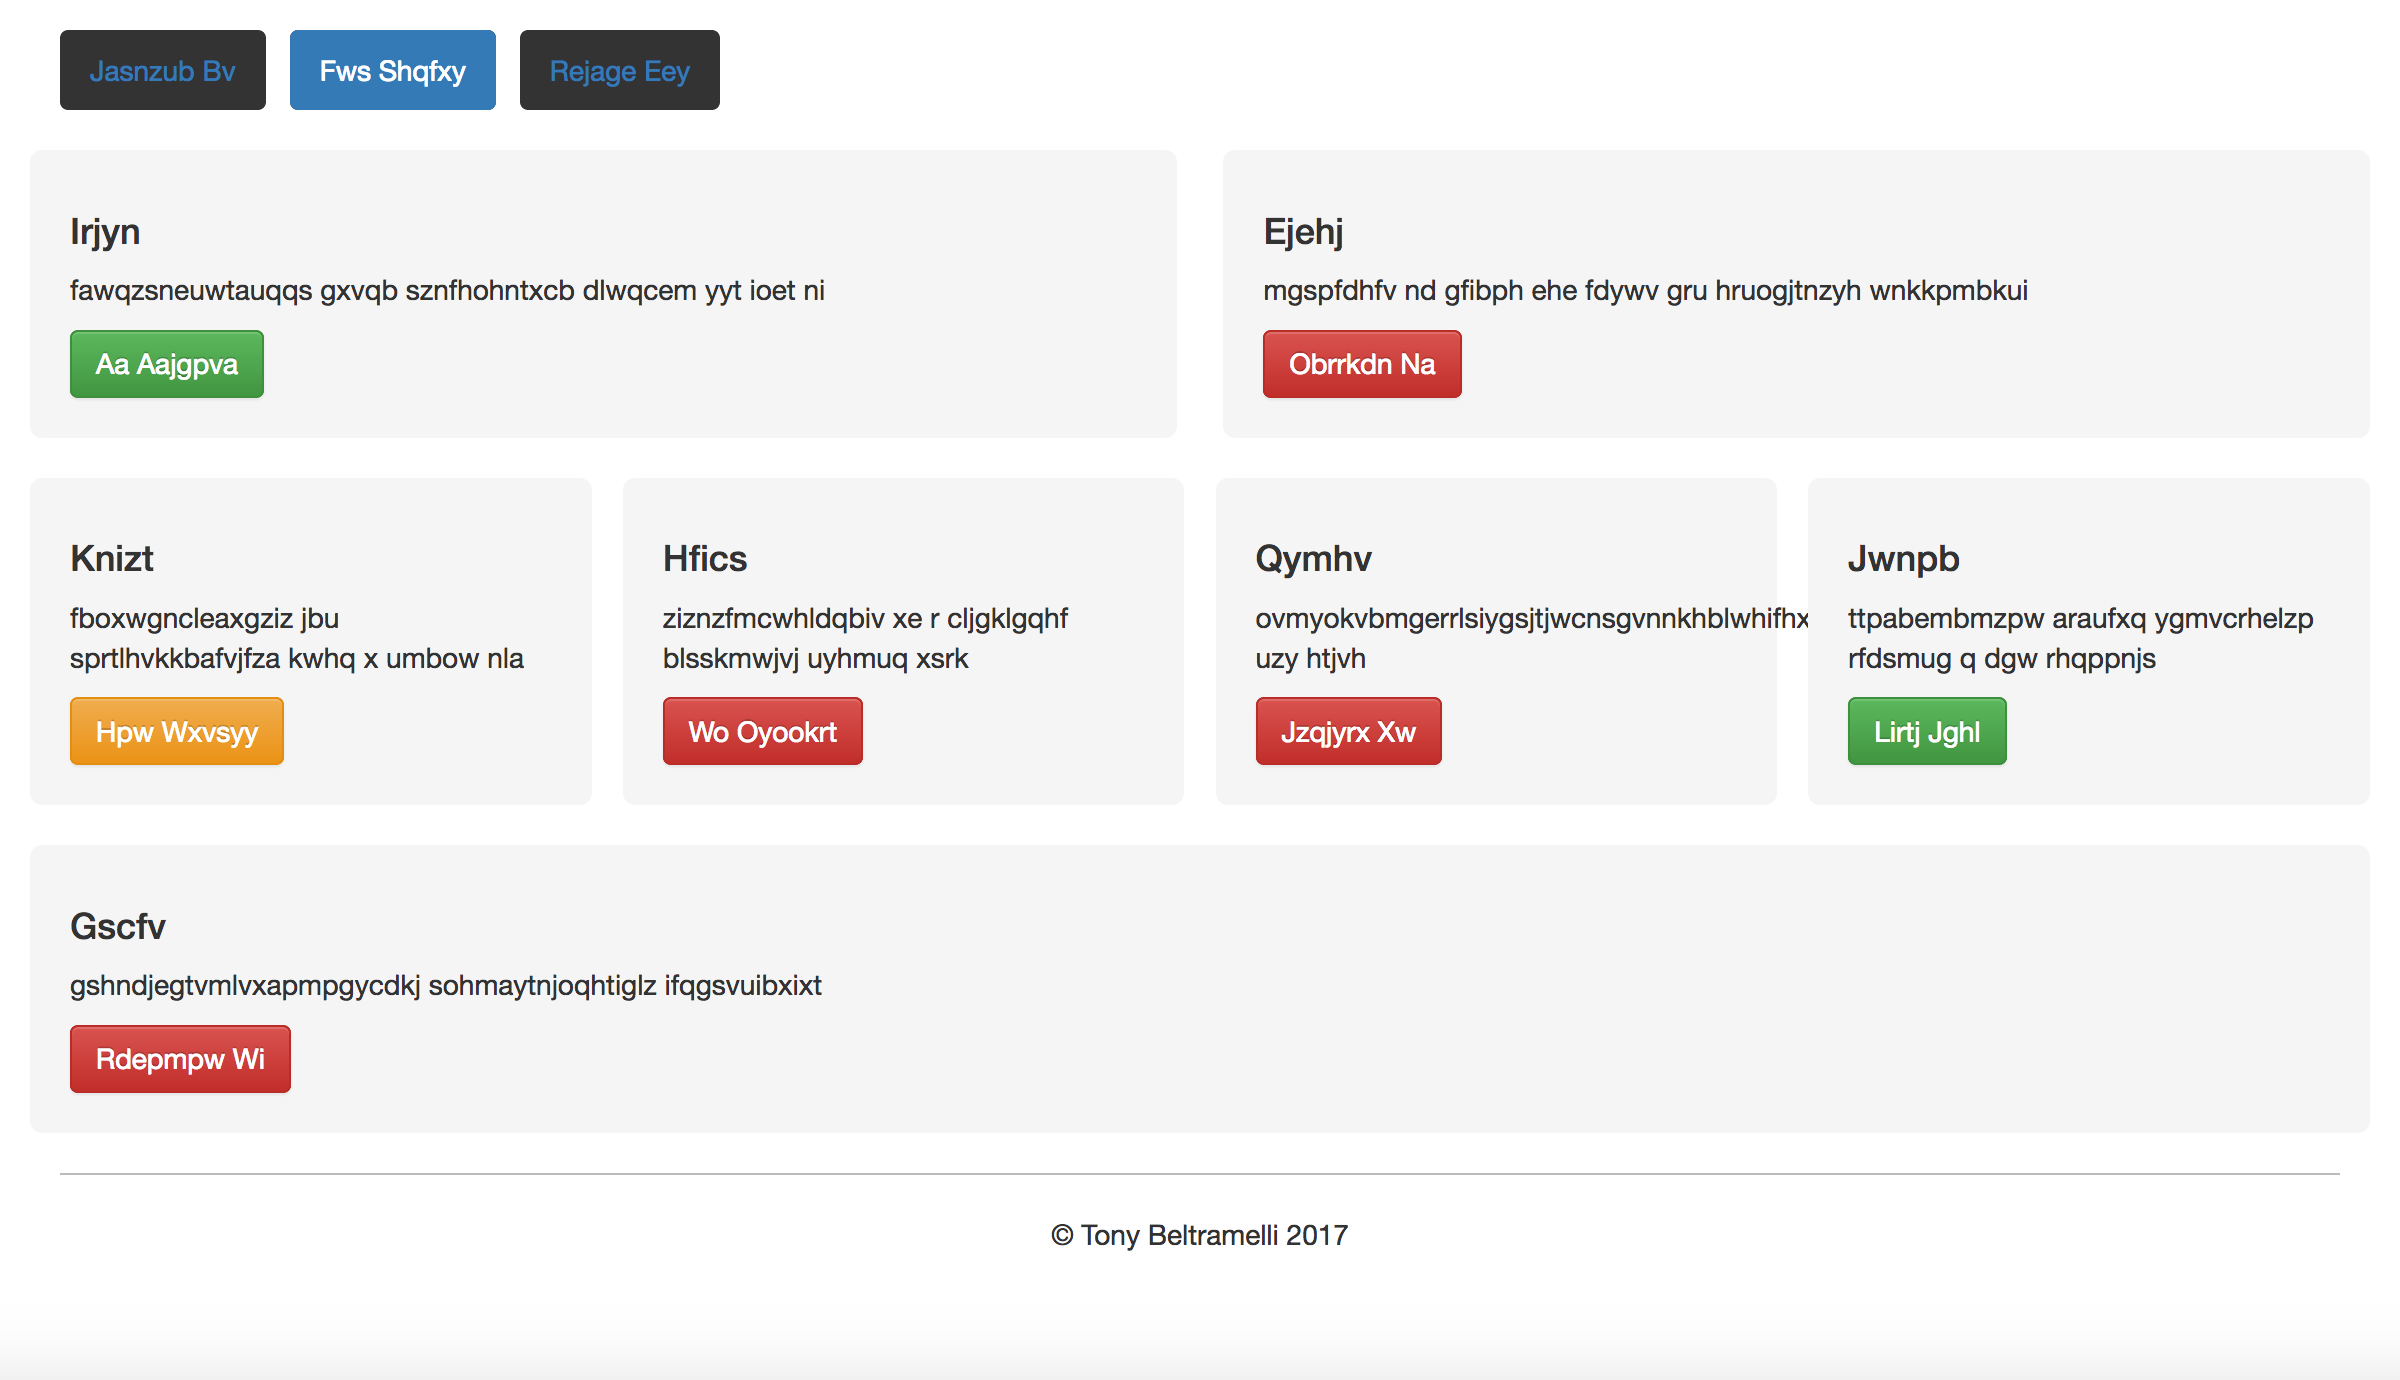 Jasnzub Bv
Fws Shqfxy
Rejage Eey
Irjyn
fawqzsneuwtauqqs gxvqb sznfhohntxcb dlwqcem yyt ioet ni
Aa Aajgpva
Ejehj
mgspfdhfv nd gfibph ehe fdywv gru hruogjtnzyh wnkkpmbkui
Obrrkdn Na
Knizt
fboxwgncleaxgziz jbu
sprtlhvkkbafvjfza kwhq x umbow nla
Hpw Wxvsyy
Hfics
ziznzfmcwhldqbiv xe r cljgklgqhf
blsskmwjvj uyhmuq xsrk
Wo Oyookrt
Qymhv
ovmyokvbmgerrlsiygsjtjwcnsgvnnkhblwhifhx
uzy htjvh
Jzqjyrx Xw
Jwnpb
ttpabembmzpw araufxq ygmvcrhelzp
rfdsmug q dgw rhqppnjs
Lirtj Jghl
Gscfv
gshndjegtvmlvxapmpgycdkj sohmaytnjoqhtiglz ifqgsvuibxixt
Rdepmpw Wi
© Tony Beltramelli 2017